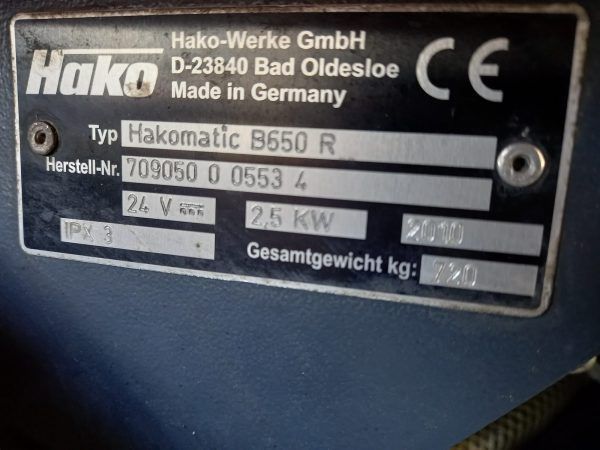 Hako
Hako-Werke GmbH
D-23840 Bad Oldesloe
Made in Germany
CE
Typ Hakomatic B650 R
Herstell-Nr. 709050 0 0553 4
24 V 2,5 KW 2010
IPX 3
Gesamtgewicht kg: 720